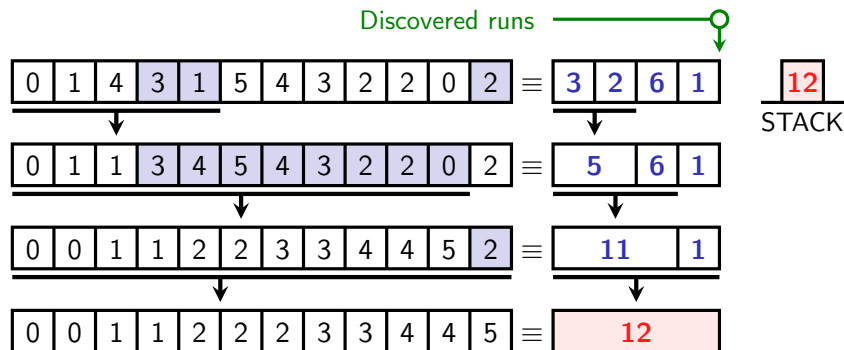 Discovered runs
0 1 4 3 1 5 4 3 2 2 0 2 ≡ 3 2 6 1 12
STACK
0 1 1 3 4 5 4 3 2 2 0 2 ≡ 5 6 1
0 0 1 1 2 2 3 3 4 4 5 2 ≡ 11 1
0 0 1 1 2 2 2 3 3 4 4 5 ≡ 12